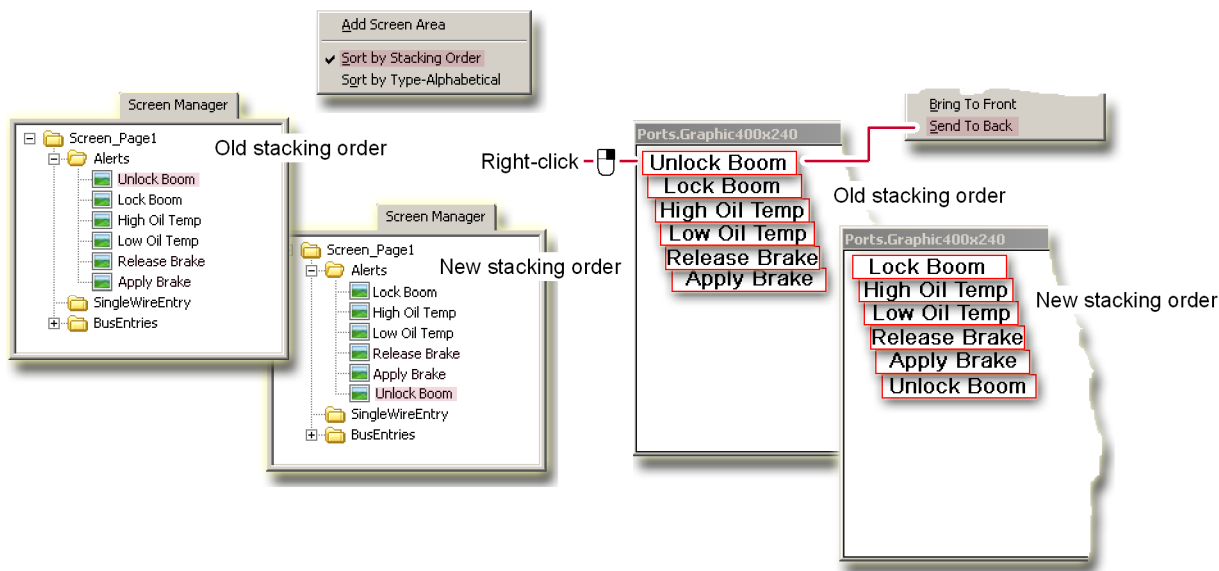 Add Screen Area
Sort by Stacking Order
Sort by Type-Alphabetical
Screen Manager
Screen_Page1
Alerts
Unlock Boom
Lock Boom
High Oil Temp
Low Oil Temp
Release Brake
Apply Brake
SingleWireEntry
BusEntries
Old stacking order
Screen Manager
Screen_Page1
Alerts
Lock Boom
High Oil Temp
Low Oil Temp
Release Brake
Apply Brake
Unlock Boom
SingleWireEntry
BusEntries
New stacking order
Right-click
Ports.Graphic400x240
Unlock Boom
Lock Boom
High Oil Temp
Low Oil Temp
Release Brake
Apply Brake
Bring To Front
Send To Back
Old stacking order
Ports.Graphic400x240
Lock Boom
High Oil Temp
Low Oil Temp
Release Brake
Apply Brake
Unlock Boom
New stacking order